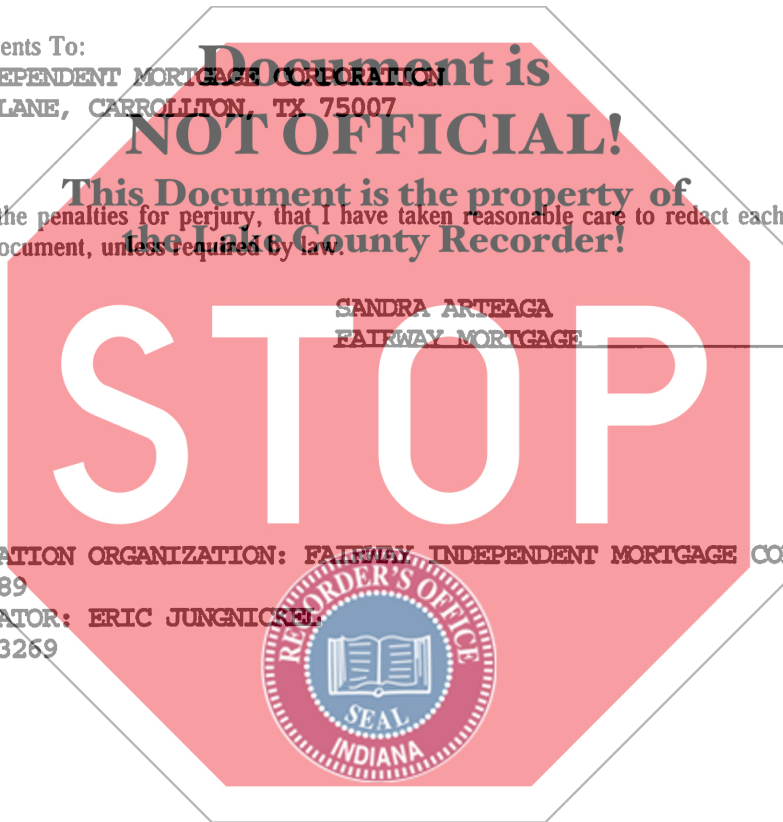 ents To:
Document is
EPENDENT MORTGAGE CORPORATION
LANE, CARROLLTON, TX 75007
NOT OFFICIAL!
This Document is the property of
the penalties for perjury, that I have taken reasonable care to redact each
the Lake County Recorder!
ocument, unless required by law.
SANDRA ARTEAGA
FAIRWAY MORTGAGE
STOP
ATION ORGANIZATION: FAIRWAY INDEPENDENT MORTGAGE CO
89
ATOR: ERIC JUNGNICKEL
3269
RECORDER'S OFFICE
SEAL
INDIANA